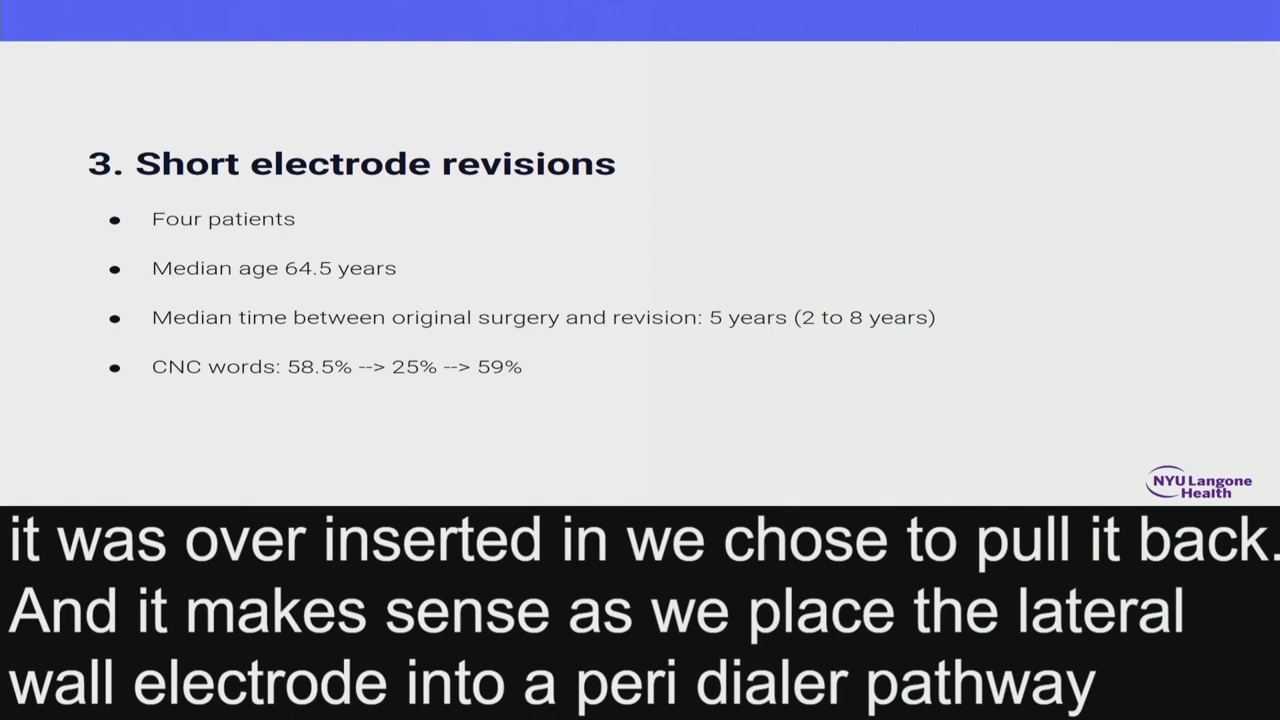 3. Short electrode revisions
● Four patients
● Median age 64.5 years
● Median time between original surgery and revision: 5 years (2 to 8 years)
● CNC words: 58.5% --> 25% --> 59%
NYU Langone
Health
it was over inserted in we chose to pull it back.
And it makes sense as we place the lateral
wall electrode into a peri dialer pathway